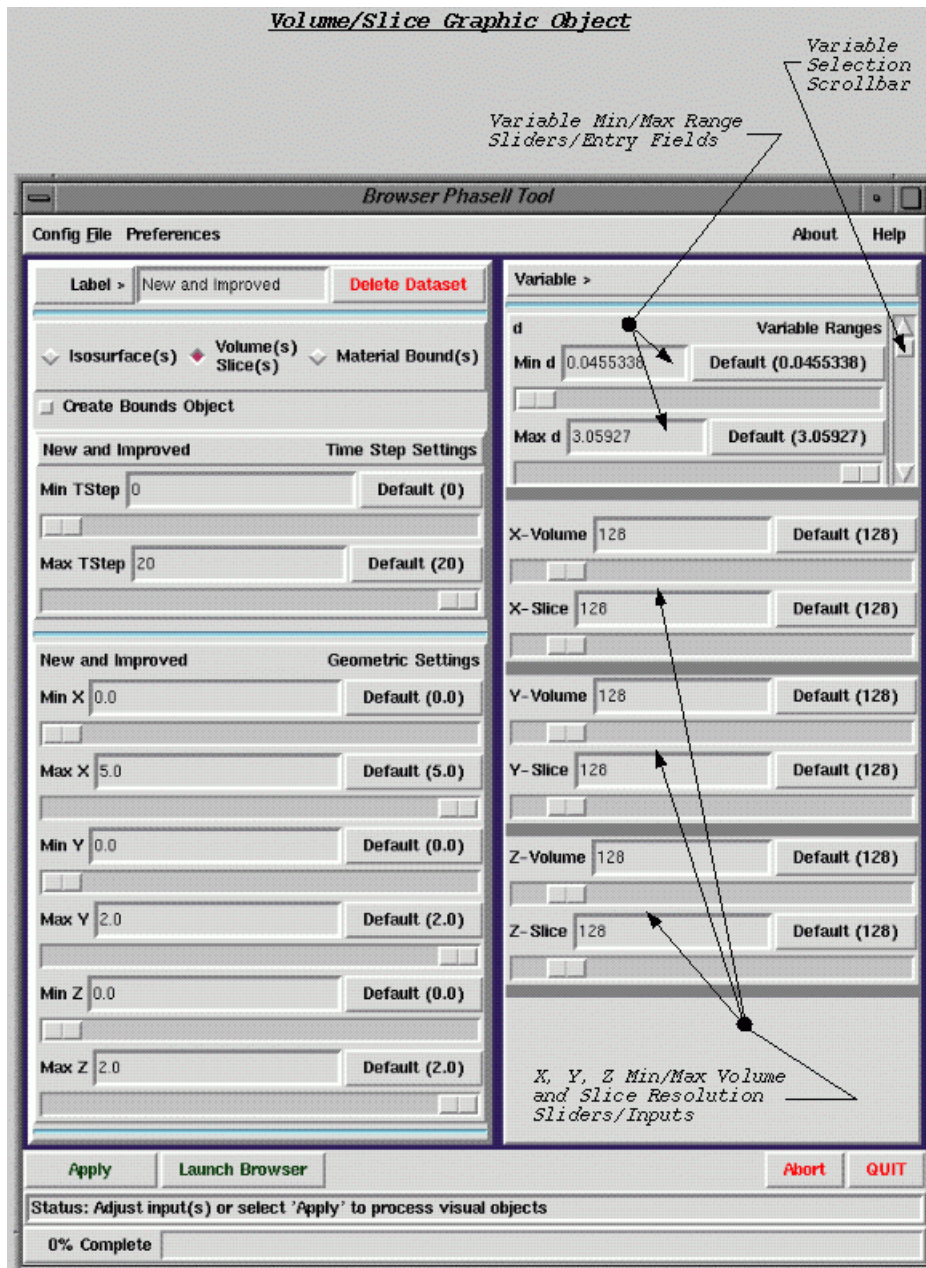 Volume/Slice Graphic Object
Variable
Selection
Scrollbar
Variable Min/Max Range
Sliders/Entry Fields
Browser PhaseII Tool
Config File Preferences About Help
Label > New and Improved Delete Dataset
Isosurface(s) Volume(s) Slice(s) Material Bound(s)
Create Bounds Object
New and Improved Time Step Settings
Min TStep 0 Default (0)
Max TStep 20 Default (20)
New and Improved Geometric Settings
Min X 0.0 Default (0.0)
Max X 5.0 Default (5.0)
Min Y 0.0 Default (0.0)
Max Y 2.0 Default (2.0)
Min Z 0.0 Default (0.0)
Max Z 2.0 Default (2.0)
Variable >
d Variable Ranges
Min d 0.0455338 Default (0.0455338)
Max d 3.05927 Default (3.05927)
X-Volume 128 Default (128)
X-Slice 128 Default (128)
Y-Volume 128 Default (128)
Y-Slice 128 Default (128)
Z-Volume 128 Default (128)
Z-Slice 128 Default (128)
X, Y, Z Min/Max Volume
and Slice Resolution
Sliders/Inputs
Apply Launch Browser Abort QUIT
Status: Adjust input(s) or select 'Apply' to process visual objects
0% Complete